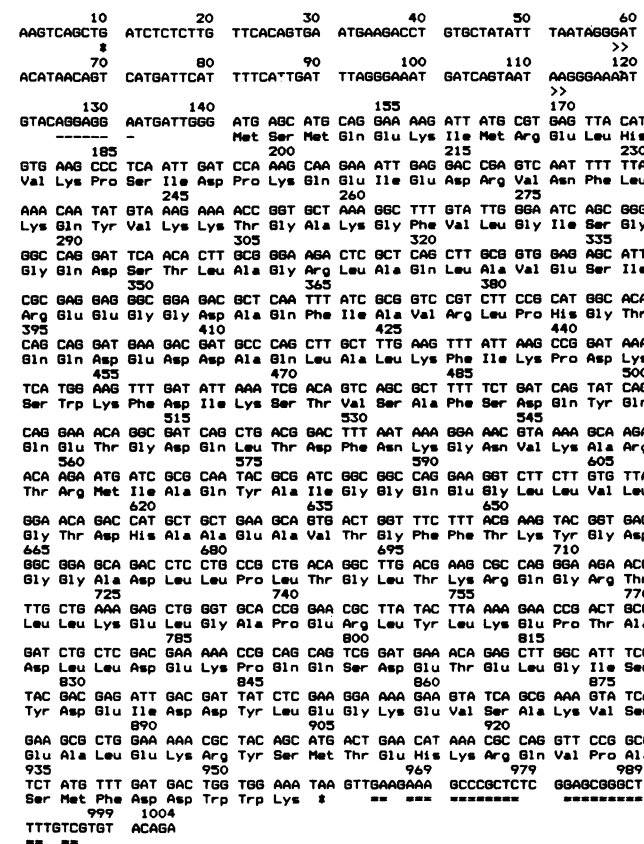 10 20 30 40 50 60
AAGTCAGCTG ATCTCTCTTG TTCACAGTGA ATGAAGACCT GTGCTATATT TAATAGGGAT
* >>
70 80 90 100 110 120
ACATAACAGT CATGATTCAT TTTCATTGAT TTAGGGAAAT GATCAGTAAT AAGGGAAAAT
>>
130 140 155 170
GTACAGGAGG AATGATTGGG ATG AGC ATG CAG GAA AAG ATT ATG CGT GAG TTA CAT
------ - Met Ser Met Gln Glu Lys Ile Met Arg Glu Leu His
185 200 215 230
GTG AAG CCC TCA ATT GAT CCA AAG CAA GAA ATT GAG GAC CGA GTC AAT TTT TTA
Val Lys Pro Ser Ile Asp Pro Lys Gln Glu Ile Glu Asp Arg Val Asn Phe Leu
245 260 275
AAA CAA TAT GTA AAG AAA ACC GGT GCT AAA GGC TTT GTA TTG GGA ATC AGC GGG
Lys Gln Tyr Val Lys Lys Thr Gly Ala Lys Gly Phe Val Leu Gly Ile Ser Gly
290 305 320 335
GGC CAG GAT TCA ACA CTT GCG GGA AGA CTC GCT CAG CTT GCG GTG GAG AGC ATT
Gly Gln Asp Ser Thr Leu Ala Gly Arg Leu Ala Gln Leu Ala Val Glu Ser Ile
350 365 380
CGC GAG GAG GGC GGA GAC GCT CAA TTT ATC GCG GTC CGT CTT CCG CAT GGC ACA
Arg Glu Glu Gly Gly Asp Ala Gln Phe Ile Ala Val Arg Leu Pro His Gly Thr
395 410 425 440
CAG CAG GAT GAA GAC GAT GCC CAG CTT GCT TTG AAG TTT ATT AAG CCG GAT AAA
Gln Gln Asp Glu Asp Asp Ala Gln Leu Ala Leu Lys Phe Ile Lys Pro Asp Lys
455 470 485 500
TCA TGG AAG TTT GAT ATT AAA TCG ACA GTC AGC GCT TTT TCT GAT CAG TAT CAG
Ser Trp Lys Phe Asp Ile Lys Ser Thr Val Ser Ala Phe Ser Asp Gln Tyr Gln
515 530 545
CAG GAA ACA GGC GAT CAG CTG ACG GAC TTT AAT AAA GGA AAC GTA AAA GCA AGA
Gln Glu Thr Gly Asp Gln Leu Thr Asp Phe Asn Lys Gly Asn Val Lys Ala Arg
560 575 590 605
ACA AGA ATG ATC GCG CAA TAC GCG ATC GGC GGC CAG GAA GGT CTT CTT GTG TTA
Thr Arg Met Ile Ala Gln Tyr Ala Ile Gly Gly Gln Glu Gly Leu Leu Val Leu
620 635 650
GGA ACA GAC CAT GCT GCT GAA GCA GTG ACT GGT TTC TTT ACG AAG TAC GGT GAC
Gly Thr Asp His Ala Ala Glu Ala Val Thr Gly Phe Phe Thr Lys Tyr Gly Asp
665 680 695 710
GGC GGA GCA GAC CTC CTG CCG CTG ACA GGC TTG ACG AAG CGC CAG GGA AGA ACG
Gly Gly Ala Asp Leu Leu Pro Leu Thr Gly Leu Thr Lys Arg Gln Gly Arg Thr
725 740 755 770
TTG CTG AAA GAG CTG GGT GCA CCG GAA CGC TTA TAC TTA AAA GAA CCG ACT GCG
Leu Leu Lys Glu Leu Gly Ala Pro Glu Arg Leu Tyr Leu Lys Glu Pro Thr Ala
785 800 815
GAT CTG CTC GAC GAG AAA CCG CAG CAG TCG GAT GAA ACA GAG CTT GGC ATT TCG
Asp Leu Leu Asp Glu Lys Pro Gln Gln Ser Asp Glu Thr Glu Leu Gly Ile Ser
830 845 860 875
TAC GAC GAG ATT GAC GAT TAT CTC GAA GGA AAA GAA GTA TCA GCG AAA GTA TCA
Tyr Asp Glu Ile Asp Asp Tyr Leu Glu Gly Lys Glu Val Ser Ala Lys Val Ser
890 905 920
GAA GCG CTG GAA AAA CGC TAC AGC ATG ACT GAA CAT AAA CGC CAG GTT CCG GCG
Glu Ala Leu Glu Lys Arg Tyr Ser Met Thr Glu His Lys Arg Gln Val Pro Ala
935 950 969 979 989
TCT ATG TTT GAT GAC TGG TGG AAA TAA GTTGAAGAAA GCCCGCTCTC GGAGCGGGCT
Ser Met Phe Asp Asp Trp Trp Lys * == === ======== =========
999 1004
TTTGTCGTGT ACAGA
== ==